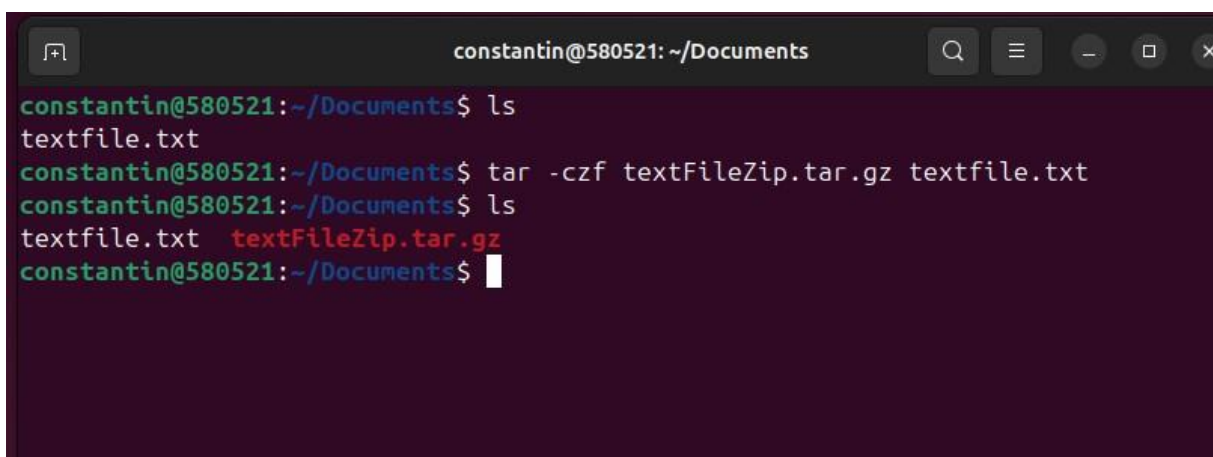 constantin@580521: ~/Documents
constantin@580521:~/Documents$ ls
textfile.txt
constantin@580521:~/Documents$ tar -czf textFileZip.tar.gz textfile.txt
constantin@580521:~/Documents$ ls
textfile.txt  textFileZip.tar.gz
constantin@580521:~/Documents$